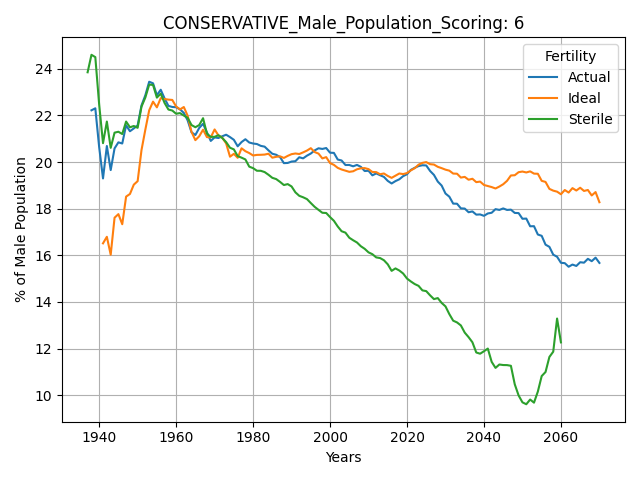 CONSERVATIVE_Male_Population_Scoring: 6
Fertility
Actual
Ideal
Sterile
% of Male Population
24
22
20
18
16
14
12
10
1940 1960 1980 2000 2020 2040 2060
Years